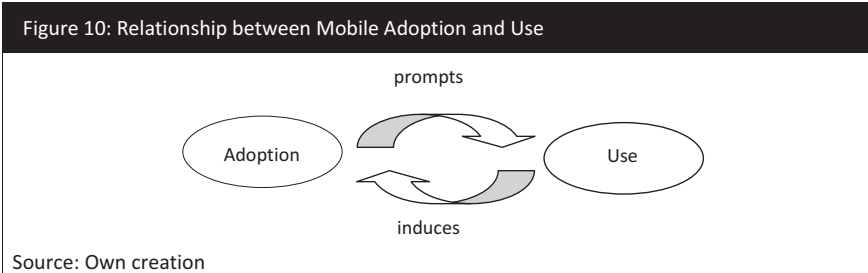 Figure 10: Relationship between Mobile Adoption and Use
prompts
Adoption
Use
induces
Source: Own creation